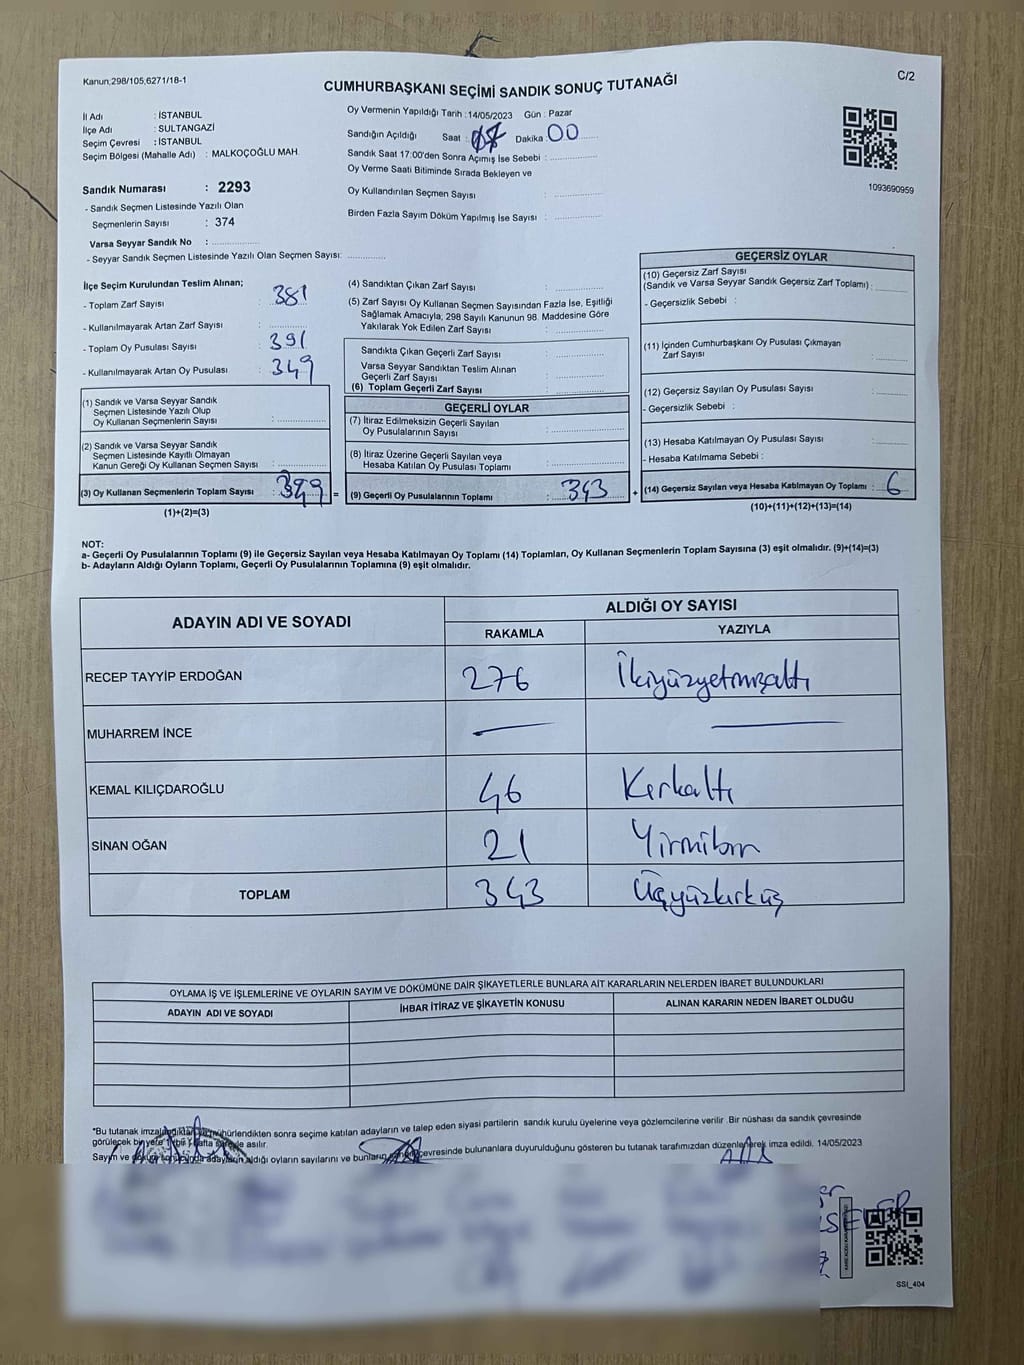 Kanun;298/105,6271/18-1
C/2
CUMHURBAŞKANI SEÇİMİ SANDIK SONUÇ TUTANAĞI
İl Adı : İSTANBUL
İlçe Adı : SULTANGAZİ
Seçim Çevresi : İSTANBUL
Seçim Bölgesi (Mahalle Adı) : MALKOÇOĞLU MAH.
Sandık Numarası : 2293
- Sandık Seçmen Listesinde Yazılı Olan
Seçmenlerin Sayısı : 374
Varsa Seyyar Sandık No :
- Seyyar Sandık Seçmen Listesinde Yazılı Olan Seçmen Sayısı:
Oy Vermenin Yapıldığı Tarih :14/05/2023 Gün : Pazar
Sandığın Açıldığı Saat : Dakika : 00
Sandık Saat 17:00'den Sonra Açılmış İse Sebebi :
Oy Verme Saati Bitiminde Sırada Bekleyen ve
Oy Kullandırılan Seçmen Sayısı :
Birden Fazla Sayım Döküm Yapılmış İse Sayısı :
1093690959
İlçe Seçim Kurulundan Teslim Alınan;
- Toplam Zarf Sayısı : 381
- Kullanılmayarak Artan Zarf Sayısı :
- Toplam Oy Pusulası Sayısı : 391
- Kullanılmayarak Artan Oy Pusulası : 349
(1) Sandık ve Varsa Seyyar Sandık
Seçmen Listesinde Yazılı Olup
Oy Kullanan Seçmenlerin Sayısı :
(2) Sandık ve Varsa Seyyar Sandık
Seçmen Listesinde Kayıtlı Olmayan
Kanun Gereği Oy Kullanan Seçmen Sayısı :
(3) Oy Kullanan Seçmenlerin Toplam Sayısı : 349 =
(1)+(2)=(3)
(4) Sandıktan Çıkan Zarf Sayısı :
(5) Zarf Sayısı Oy Kullanan Seçmen Sayısından Fazla İse, Eşitliği
Sağlamak Amacıyla; 298 Sayılı Kanunun 98. Maddesine Göre
Yakılarak Yok Edilen Zarf Sayısı :
Sandıkta Çıkan Geçerli Zarf Sayısı :
Varsa Seyyar Sandıktan Teslim Alınan
Geçerli Zarf Sayısı :
(6) Toplam Geçerli Zarf Sayısı :
GEÇERLİ OYLAR
(7) İtiraz Edilmeksizin Geçerli Sayılan
Oy Pusulalarının Sayısı :
(8) İtiraz Üzerine Geçerli Sayılan veya
Hesaba Katılan Oy Pusulası Toplamı :
(9) Geçerli Oy Pusulalarının Toplamı : 343 +
GEÇERSİZ OYLAR
(10) Geçersiz Zarf Sayısı
(Sandık ve Varsa Seyyar Sandık Geçersiz Zarf Toplamı) :
- Geçersizlik Sebebi :
(11) İçinden Cumhurbaşkanı Oy Pusulası Çıkmayan
Zarf Sayısı :
(12) Geçersiz Sayılan Oy Pusulası Sayısı :
- Geçersizlik Sebebi :
(13) Hesaba Katılmayan Oy Pusulası Sayısı :
- Hesaba Katılmama Sebebi :
(14) Geçersiz Sayılan veya Hesaba Katılmayan Oy Toplamı : 6
(10)+(11)+(12)+(13)=(14)
NOT:
a- Geçerli Oy Pusulalarının Toplamı (9) ile Geçersiz Sayılan veya Hesaba Katılmayan Oy Toplamı (14) Toplamları, Oy Kullanan Seçmenlerin Toplam Sayısına (3) eşit olmalıdır. (9)+(14)=(3)
b- Adayların Aldığı Oyların Toplamı, Geçerli Oy Pusulalarının Toplamına (9) eşit olmalıdır.
ADAYIN ADI VE SOYADI
ALDIĞI OY SAYISI
RAKAMLA YAZIYLA
RECEP TAYYİP ERDOĞAN 276 İkiyüzyetmişaltı
MUHARREM İNCE
KEMAL KILIÇDAROĞLU 46 Kırkaltı
SİNAN OĞAN 21 Yirmibir
TOPLAM 343 Üçyüzkırküç
OYLAMA İŞ VE İŞLEMLERİNE VE OYLARIN SAYIM VE DÖKÜMÜNE DAİR ŞİKAYETLERLE BUNLARA AİT KARARLARIN NELERDEN İBARET BULUNDUKLARI
ADAYIN ADI VE SOYADI İHBAR İTİRAZ VE ŞİKAYETİN KONUSU ALINAN KARARIN NEDEN İBARET OLDUĞU
*Bu tutanak imzalandıktan mühürlendikten sonra seçime katılan adayların ve talep eden siyasi partilerin sandık kurulu üyelerine veya gözlemcilerine verilir. Bir nüshası da sandık çevresinde
görülecek bir yere 1 (bir) hafta süreyle asılır.
Sayım ve döküm sonucunda adayların aldığı oyların sayılarını ve bunların çevresinde bulunanlara duyurulduğunu gösteren bu tutanak tarafımızdan düzenlenerek imza edildi. 14/05/2023
SSI_404